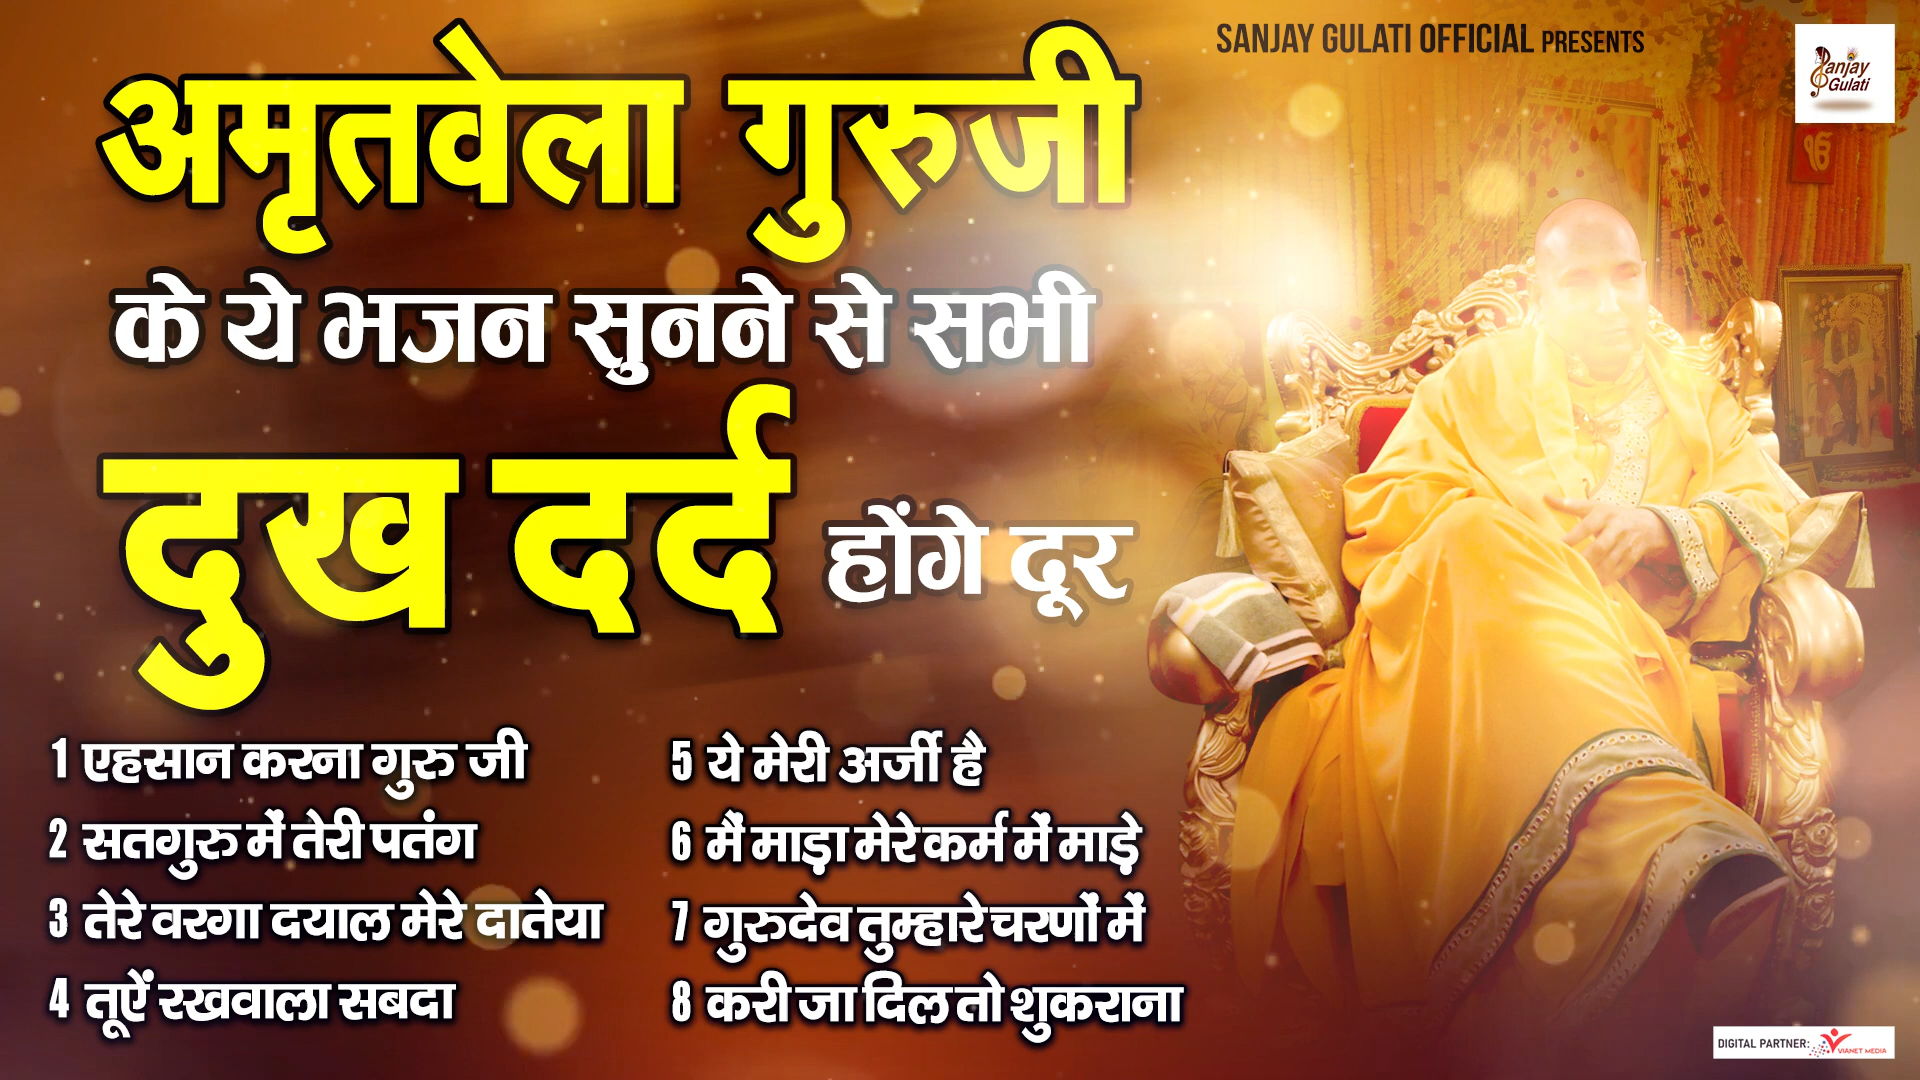 SANJAY GULATI OFFICIAL PRESENTS
Sanjay
Gulati
अमृतवेला गुरुजी
के ये भजन सुनने से सभी
दुख दर्द होंगे दूर
1 एहसान करना गुरु जी
2 सतगुरु में तेरी पतंग
3 तेरे वरगा दयाल मेरे दातेया
4 तूऐं रखवाला सबदा
5 ये मेरी अर्जी है
6 मैं माड़ा मेरे कर्म में माड़े
7 गुरुदेव तुम्हारे चरणों में
8 करी जा दिल तो शुकराना
ੴ
DIGITAL PARTNER: VIANET MEDIA